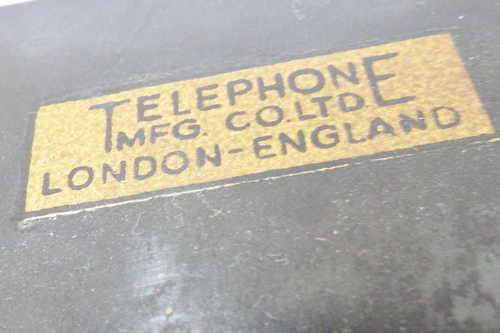 TELEPHONE
MFG. CO. LTD.
LONDON-ENGLAND